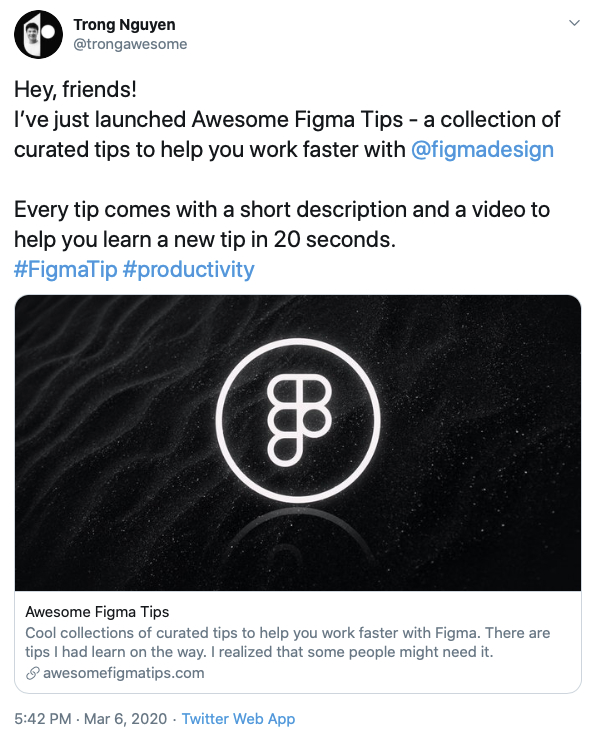 Trong Nguyen
@trongawesome
Hey, friends!
I've just launched Awesome Figma Tips - a collection of
curated tips to help you work faster with @figmadesign
Every tip comes with a short description and a video to
help you learn a new tip in 20 seconds.
#FigmaTip #productivity
Awesome Figma Tips
Cool collections of curated tips to help you work faster with Figma. There are
tips I had learn on the way. I realized that some people might need it.
awesomefigmatips.com
5:42 PM · Mar 6, 2020 · Twitter Web App